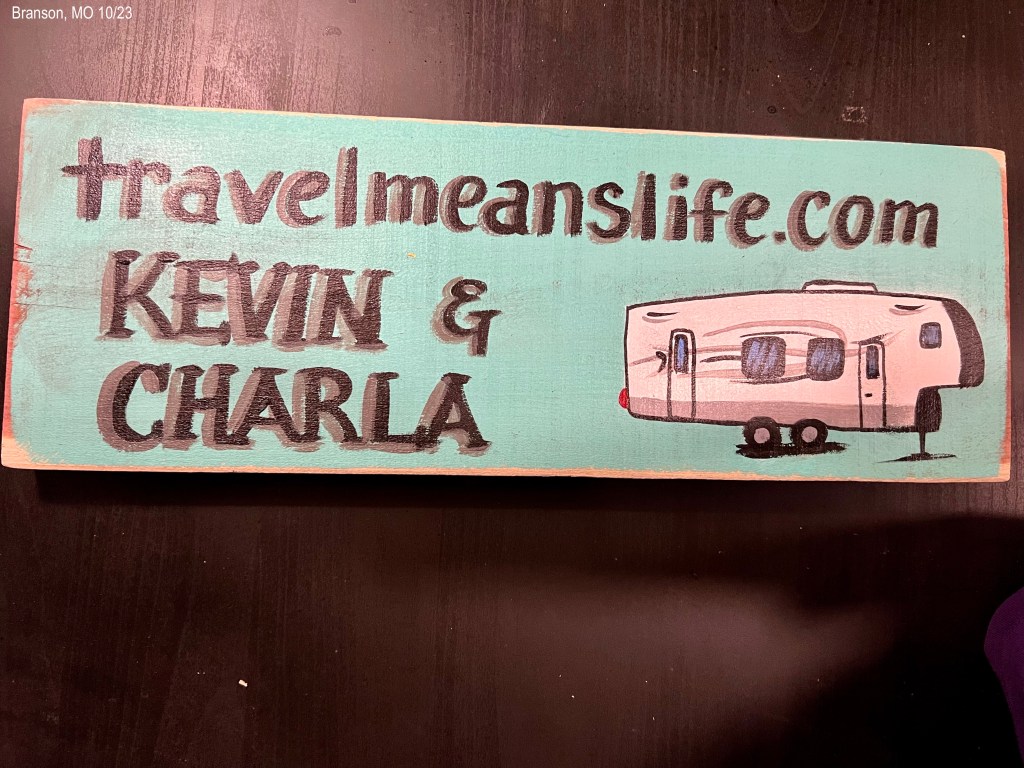 Branson, MO 10/23
travelmeanslife.com
KEVIN &
CHARLA